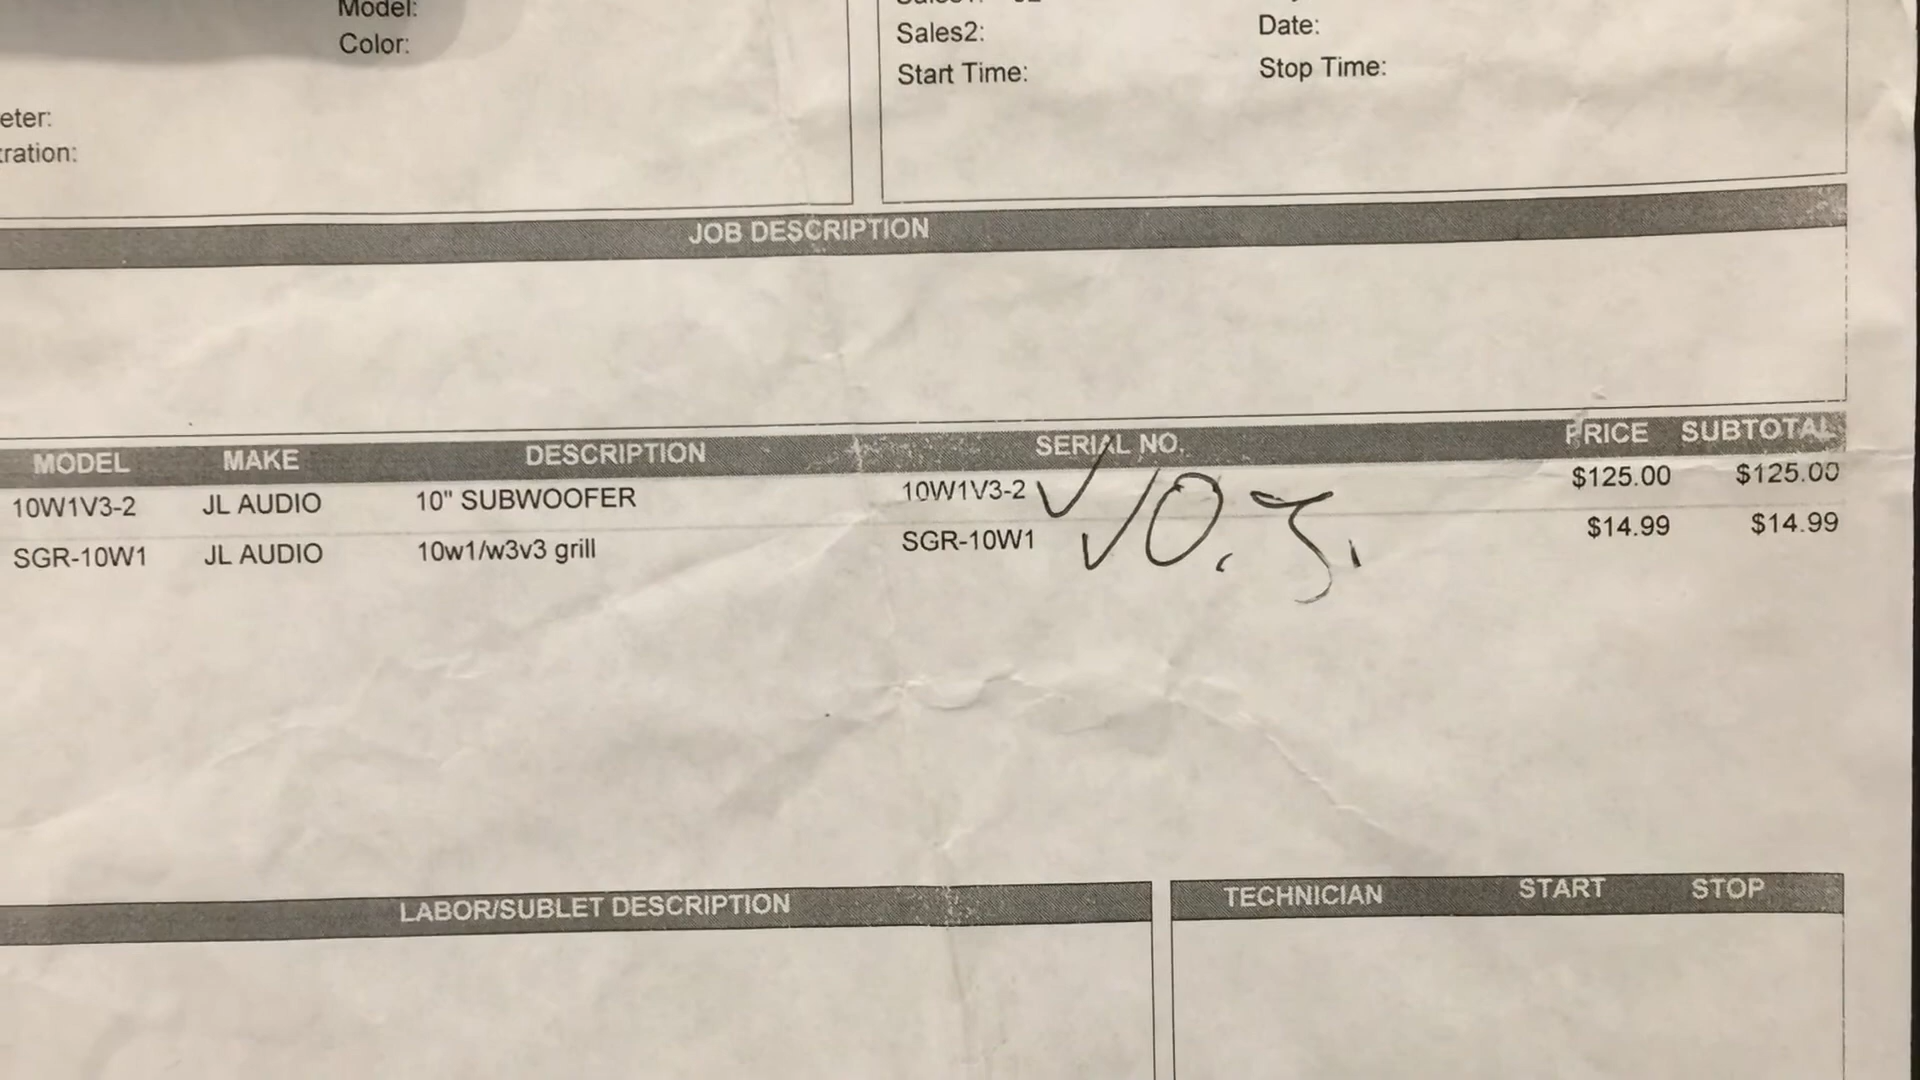 Model:
Color:
Sales2:
Date:
Start Time:
Stop Time:
eter:
tration:
JOB DESCRIPTION
MODEL MAKE DESCRIPTION SERIAL NO. PRICE SUBTOTAL
10W1V3-2 JL AUDIO 10" SUBWOOFER 10W1V3-2 $125.00 $125.00
SGR-10W1 JL AUDIO 10w1/w3v3 grill SGR-10W1 $14.99 $14.99
LABOR/SUBLET DESCRIPTION
TECHNICIAN START STOP